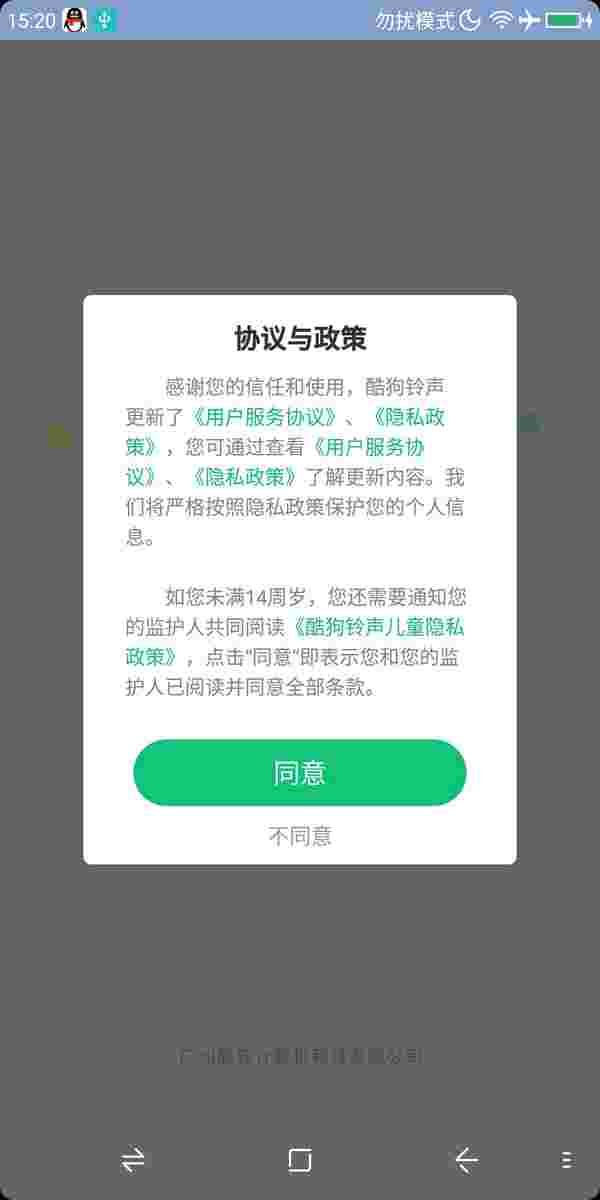 15:20
勿扰模式
协议与政策
感谢您的信任和使用，酷狗铃声
更新了《用户服务协议》、《隐私政
策》，您可通过查看《用户服务协
议》、《隐私政策》了解更新内容。我
们将严格按照隐私政策保护您的个人信
息。
如您未满14周岁，您还需要通知您
的监护人共同阅读《酷狗铃声儿童隐私
政策》，点击“同意”即表示您和您的监
护人已阅读并同意全部条款。
同意
不同意